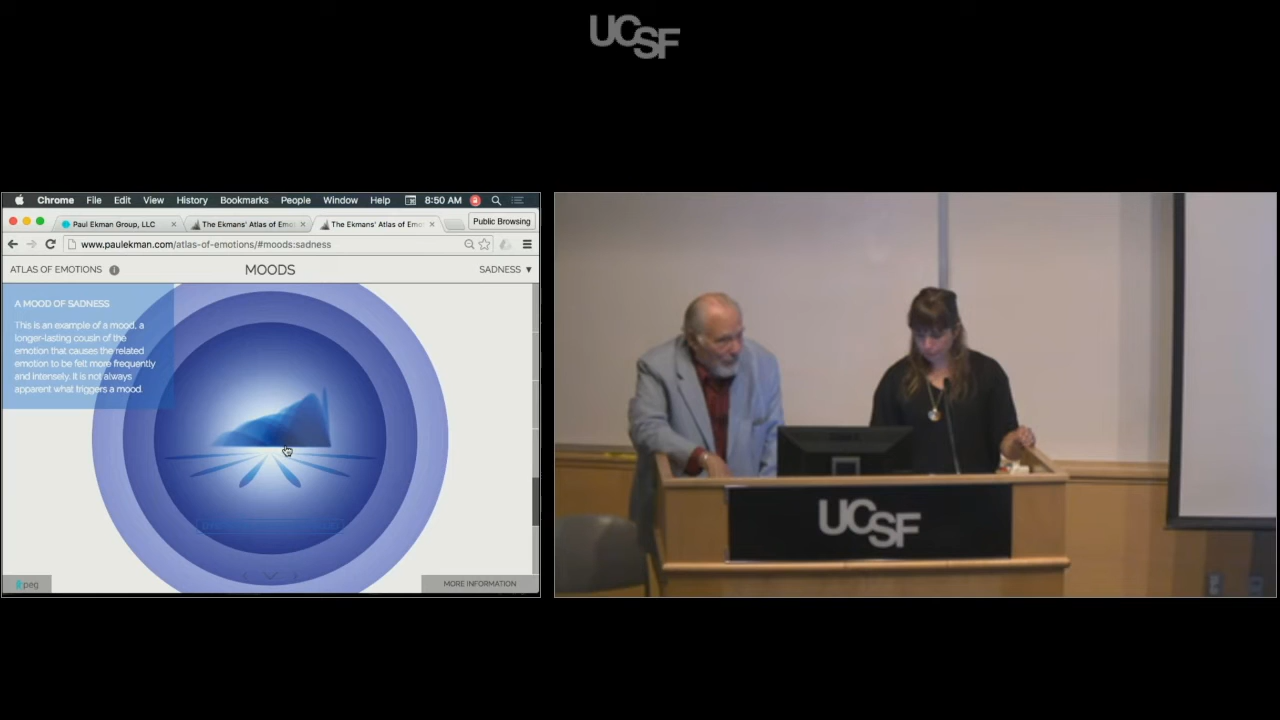 UCSF
Chrome File Edit View History Bookmarks People Window Help 8:50 AM
Paul Ekman Group, LLC
The Ekmans' Atlas of Emo
The Ekmans' Atlas of Emo
Public Browsing
www.paulekman.com/atlas-of-emotions/#moods:sadness
ATLAS OF EMOTIONS i
MOODS
SADNESS
A MOOD OF SADNESS
This is an example of a mood, a
longer-lasting cousin of the
emotion that causes the related
emotion to be felt more frequently
and intensely. It is not always
apparent what triggers a mood.
peg
MORE INFORMATION
UCSF